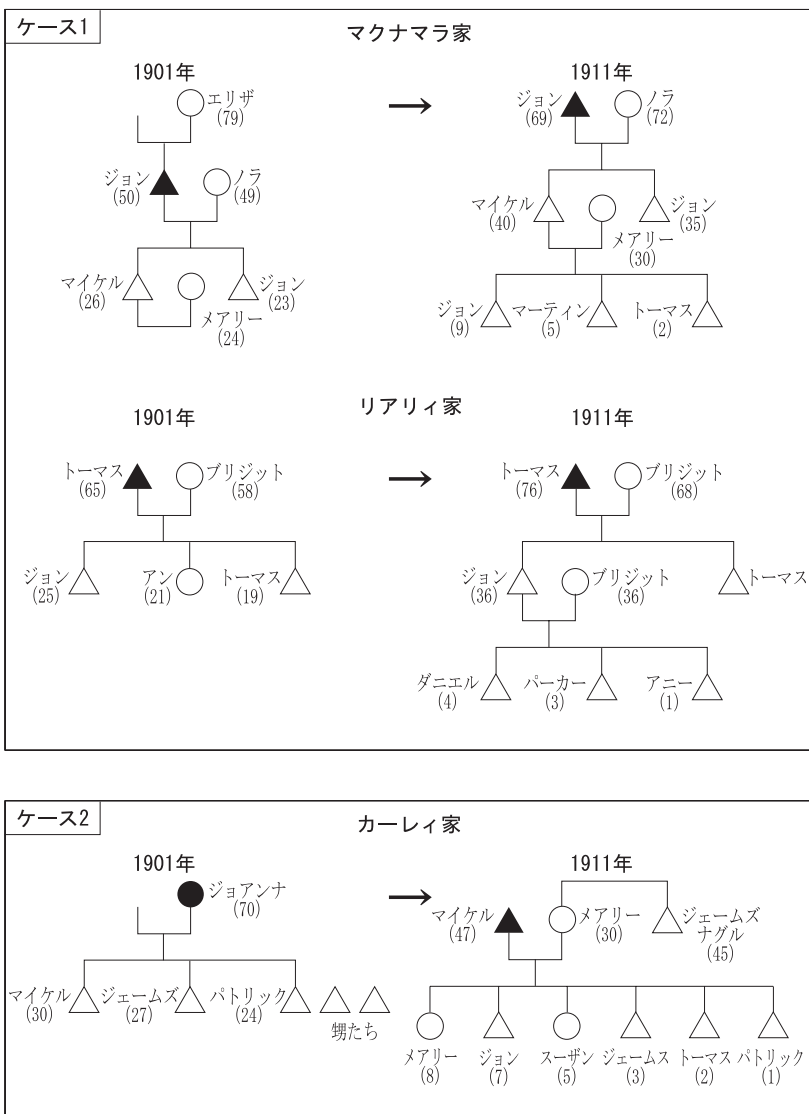 ケース1
マクナマラ家
1901年
エリザ
(79)
ジョン
(50)
ノラ
(49)
マイケル
(26)
メアリー
(24)
ジョン
(23)
1911年
ジョン
(69)
ノラ
(72)
マイケル
(40)
メアリー
(30)
ジョン
(35)
ジョン
(9)
マーティン
(5)
トーマス
(2)
リアリィ家
1901年
トーマス
(65)
ブリジット
(58)
ジョン
(25)
アン
(21)
トーマス
(19)
1911年
トーマス
(76)
ブリジット
(68)
ジョン
(36)
ブリジット
(36)
トーマス
ダニエル
(4)
パーカー
(3)
アニー
(1)
ケース2
カーレィ家
1901年
ジョアンナ
(70)
マイケル
(30)
ジェームズ
(27)
パトリック
(24)
甥たち
1911年
マイケル
(47)
メアリー
(30)
ジェームズ
ナグル
(45)
メアリー
(8)
ジョン
(7)
スーザン
(5)
ジェームス
(3)
トーマス
(2)
パトリック
(1)